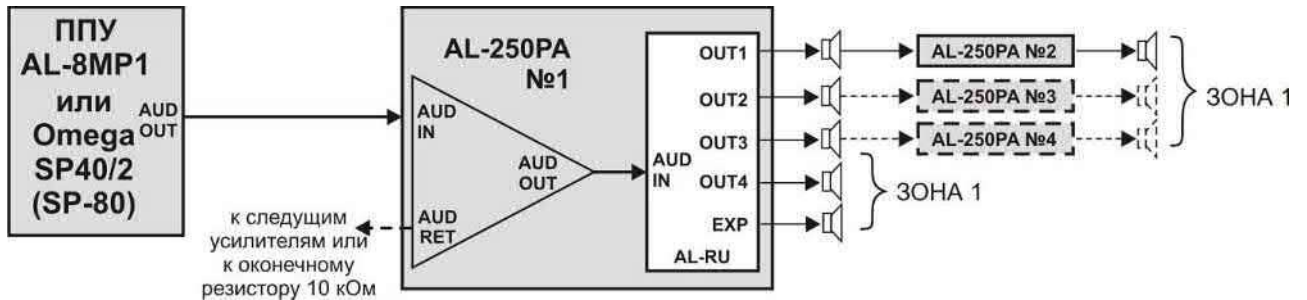 ППУ
AL-8MP1
или
Omega
SP40/2
(SP-80)
AUD
OUT
AL-250PA
№1
AUD
IN
AUD
OUT
AUD
RET
к следущим
усилителям или
к оконечному
резистору 10 кОм
AUD
IN
OUT1
OUT2
OUT3
OUT4
EXP
AL-RU
AL-250PA №2
AL-250PA №3
AL-250PA №4
ЗОНА 1
ЗОНА 1